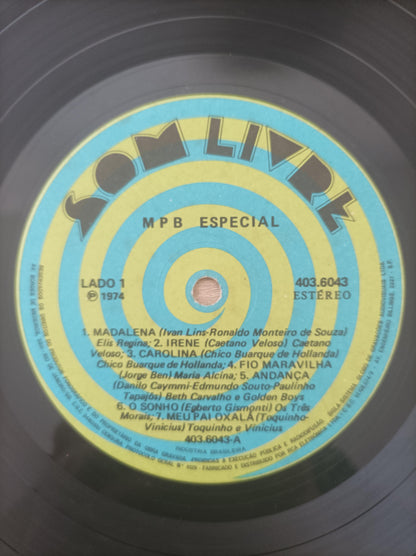 SOM LIVRE
MPB ESPECIAL
LADO 1
℗ 1974
403.6043
ESTÉREO
1. MADALENA (Ivan Lins-Ronaldo Monteiro de Souza)
Elis Regina; 2. IRENE (Caetano Veloso) Caetano
Veloso; 3. CAROLINA (Chico Buarque de Hollanda)
Chico Buarque de Hollanda; 4. FIO MARAVILHA
(Jorge Ben) Maria Alcina; 5. ANDANÇA
(Danilo Caymmi-Edmundo Souto-Paulinho
Tapajós) Beth Carvalho e Golden Boys
6. O SONHO (Egberto Gismonti) Os Três
Morais; 7. MEU PAI OXALÁ (Toquinho-
Vinicius) Toquinho e Vinicius
403.6043-A
INDÚSTRIA BRASILEIRA